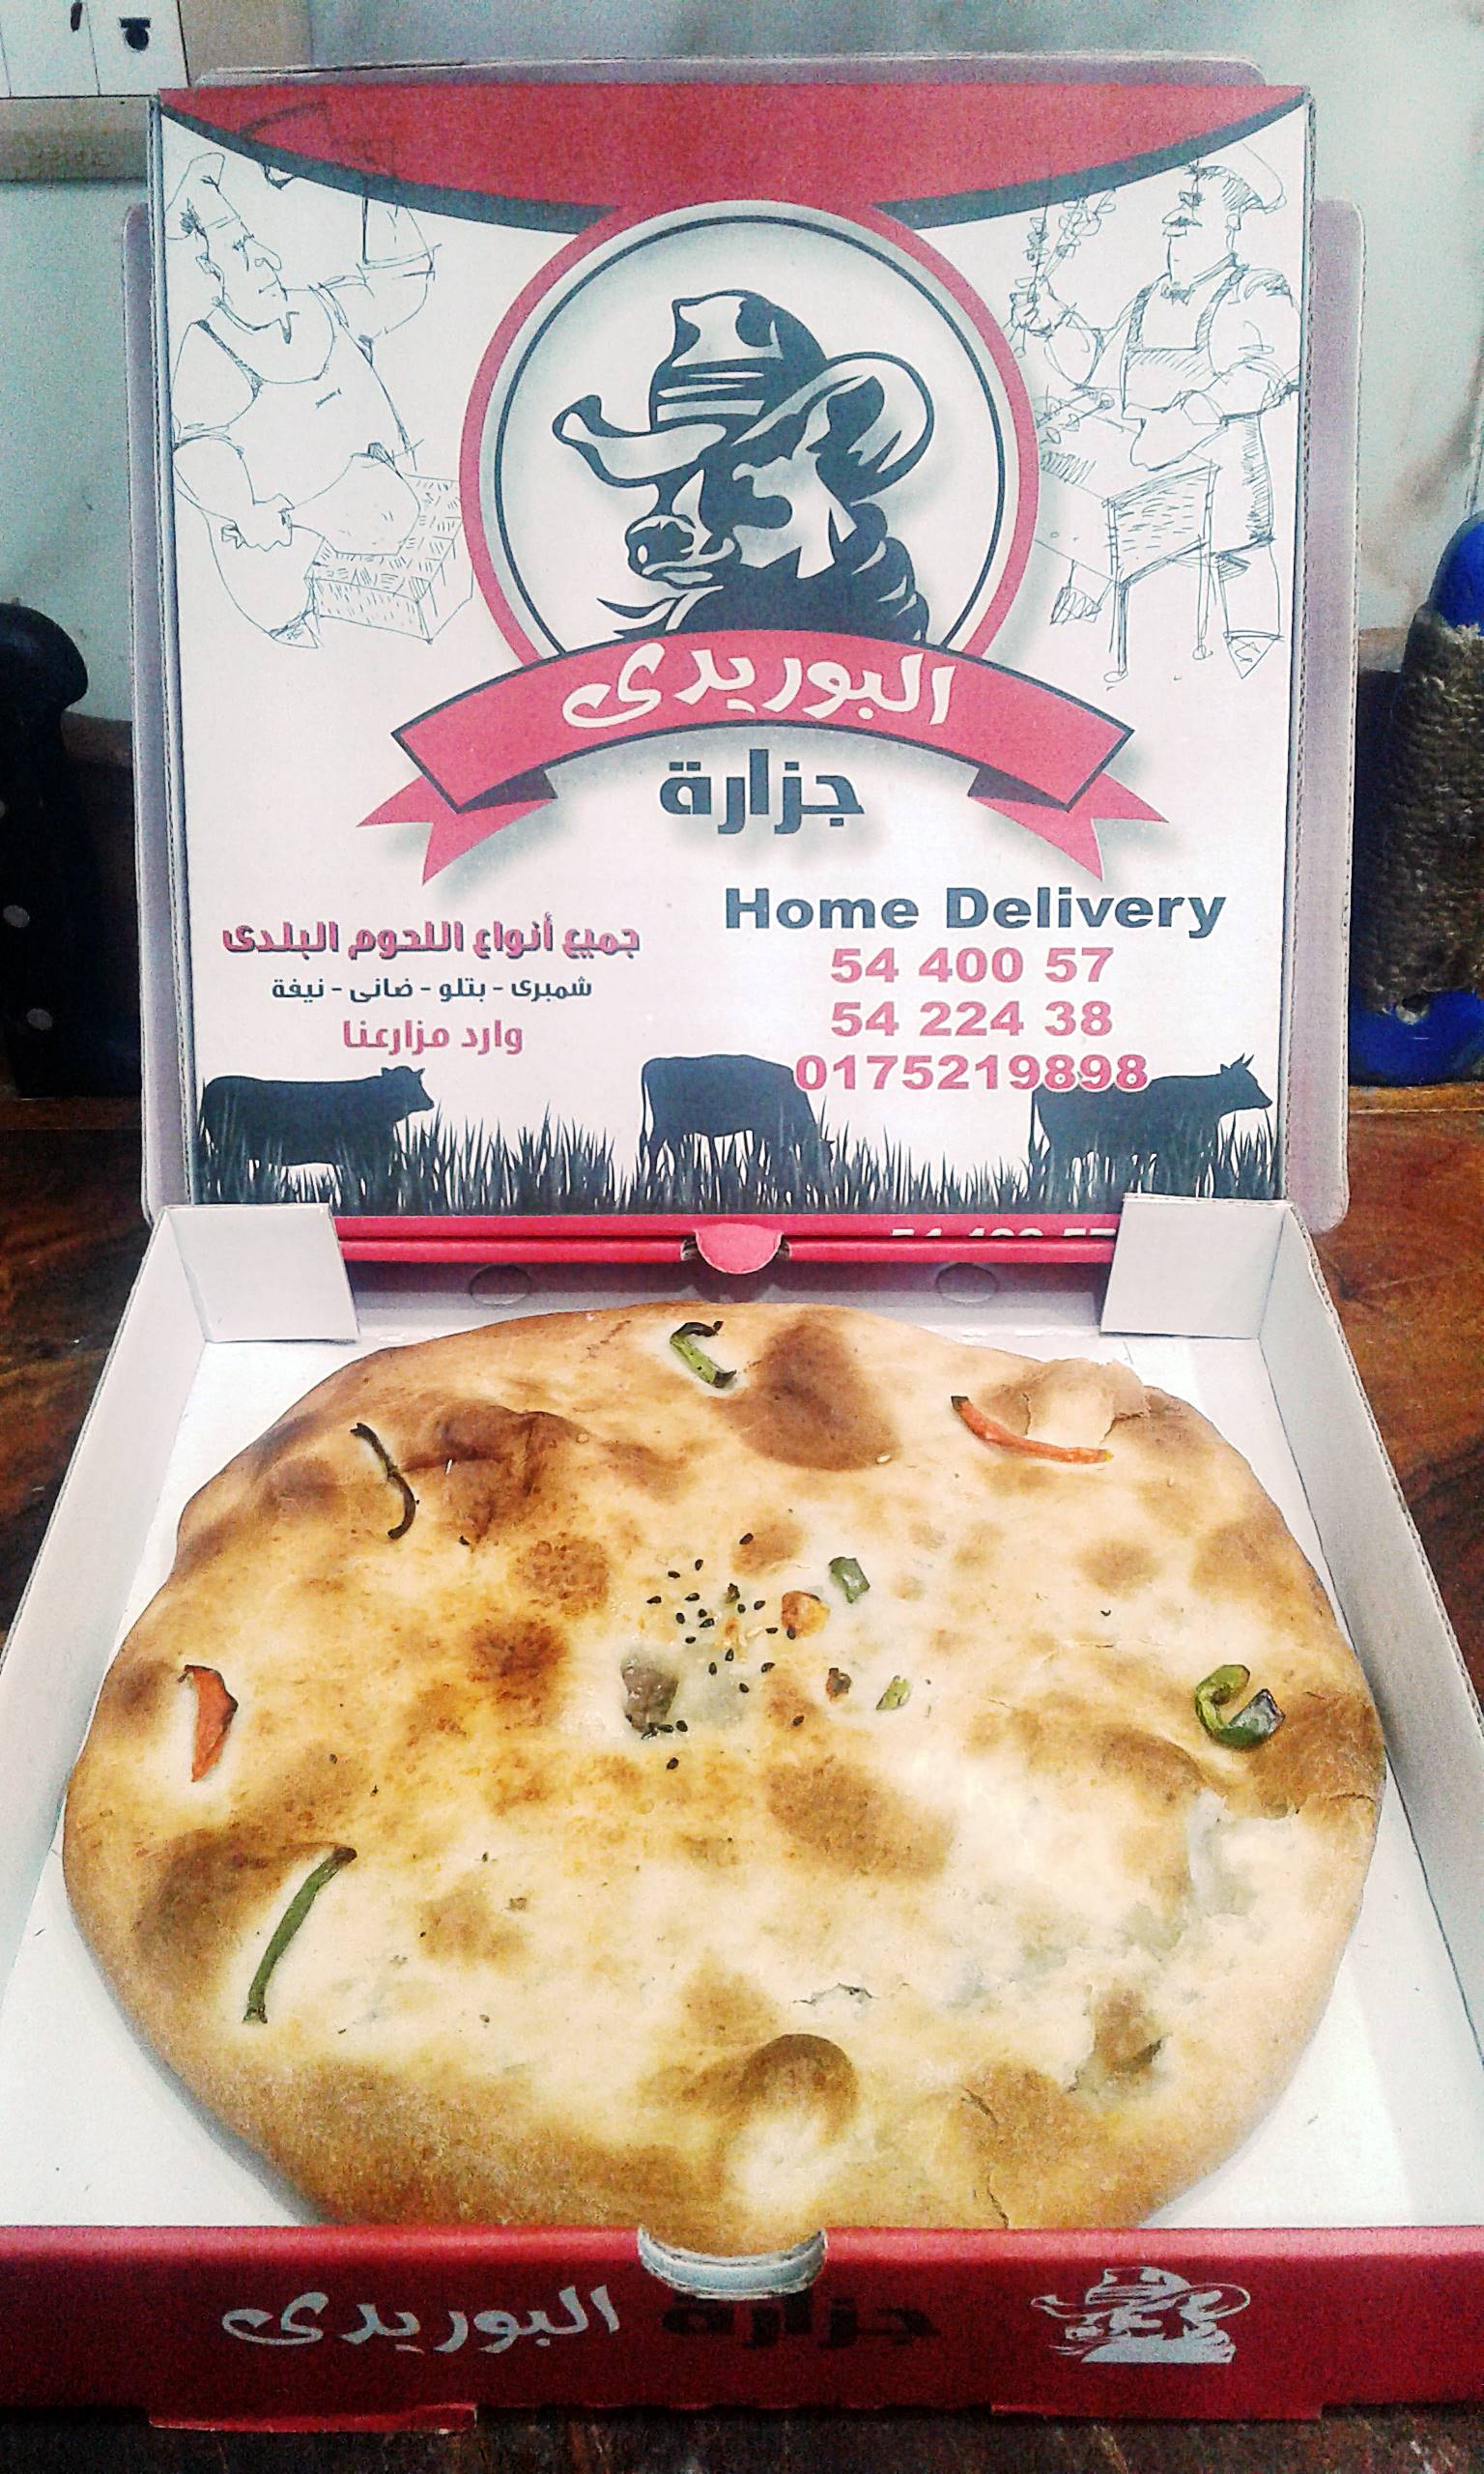 البوريدى
جزارة
Home Delivery
54 400 57
54 224 38
0175219898
جميع أنواع اللحوم البلدى
شمبرى - بتلو - ضانى - نيفة
وارد مزارعنا
جزارة البوريدى